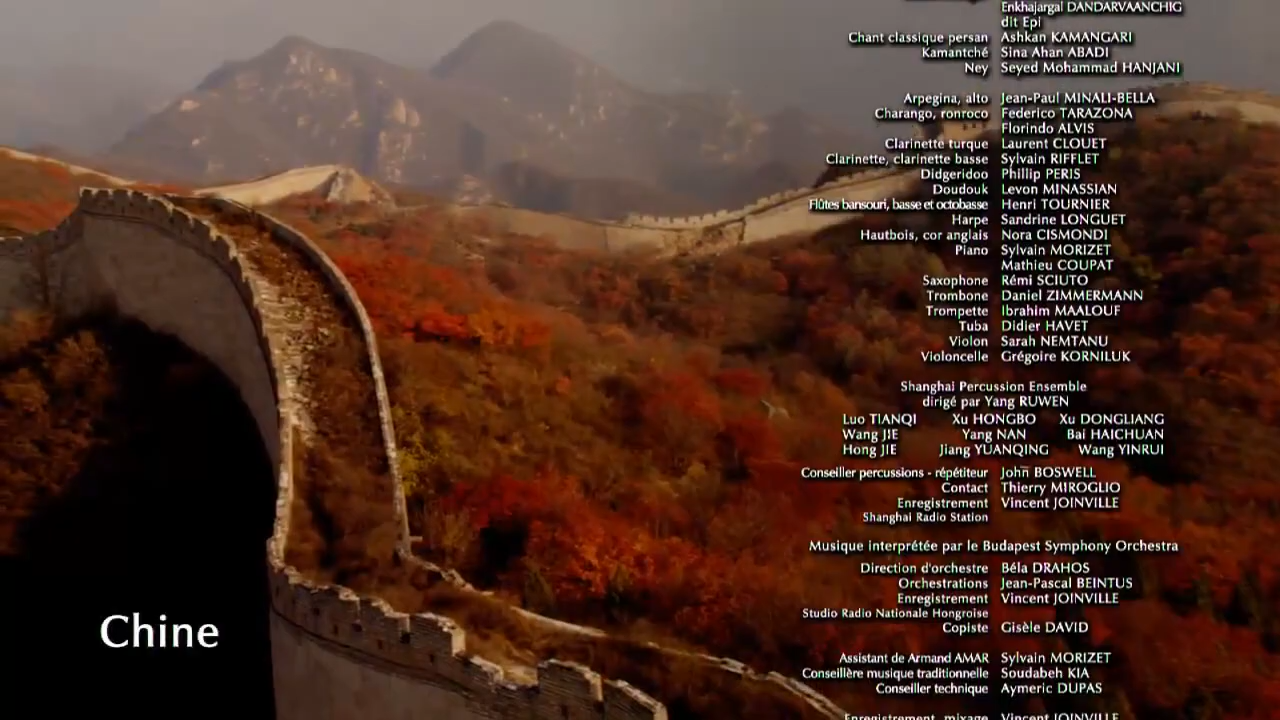 Enkhajargal DANDARVAANCHIG
dit Epi
Chant classique persan Ashkan KAMANGARI
Kamantché Sina Ahan ABADI
Ney Seyed Mohammad HANJANI
Arpegina, alto Jean-Paul MINALI-BELLA
Charango, ronroco Federico TARAZONA
Florindo ALVIS
Clarinette turque Laurent CLOUET
Clarinette, clarinette basse Sylvain RIFFLET
Didgeridoo Phillip PERIS
Doudouk Levon MINASSIAN
Flûtes bansouri, basse et octobasse Henri TOURNIER
Harpe Sandrine LONGUET
Hautbois, cor anglais Nora CISMONDI
Piano Sylvain MORIZET
Mathieu COUPAT
Saxophone Rémi SCIUTO
Trombone Daniel ZIMMERMANN
Trompette Ibrahim MAALOUF
Tuba Didier HAVET
Violon Sarah NEMTANU
Violoncelle Grégoire KORNILUK
Shanghai Percussion Ensemble
dirigé par Yang RUWEN
Luo TIANQI Xu HONGBO Xu DONGLIANG
Wang JIE Yang NAN Bai HAICHUAN
Hong JIE Jiang YUANQING Wang YINRUI
Conseiller percussions - répétiteur John BOSWELL
Contact Thierry MIROGLIO
Enregistrement Vincent JOINVILLE
Shanghai Radio Station
Musique interprétée par le Budapest Symphony Orchestra
Direction d'orchestre Béla DRAHOS
Orchestrations Jean-Pascal BEINTUS
Enregistrement Vincent JOINVILLE
Studio Radio Nationale Hongroise
Copiste Gisèle DAVID
Assistant de Armand AMAR Sylvain MORIZET
Conseillère musique traditionnelle Soudabeh KIA
Conseiller technique Aymeric DUPAS
Enregistrement, mixage Vincent JOINVILLE
Chine